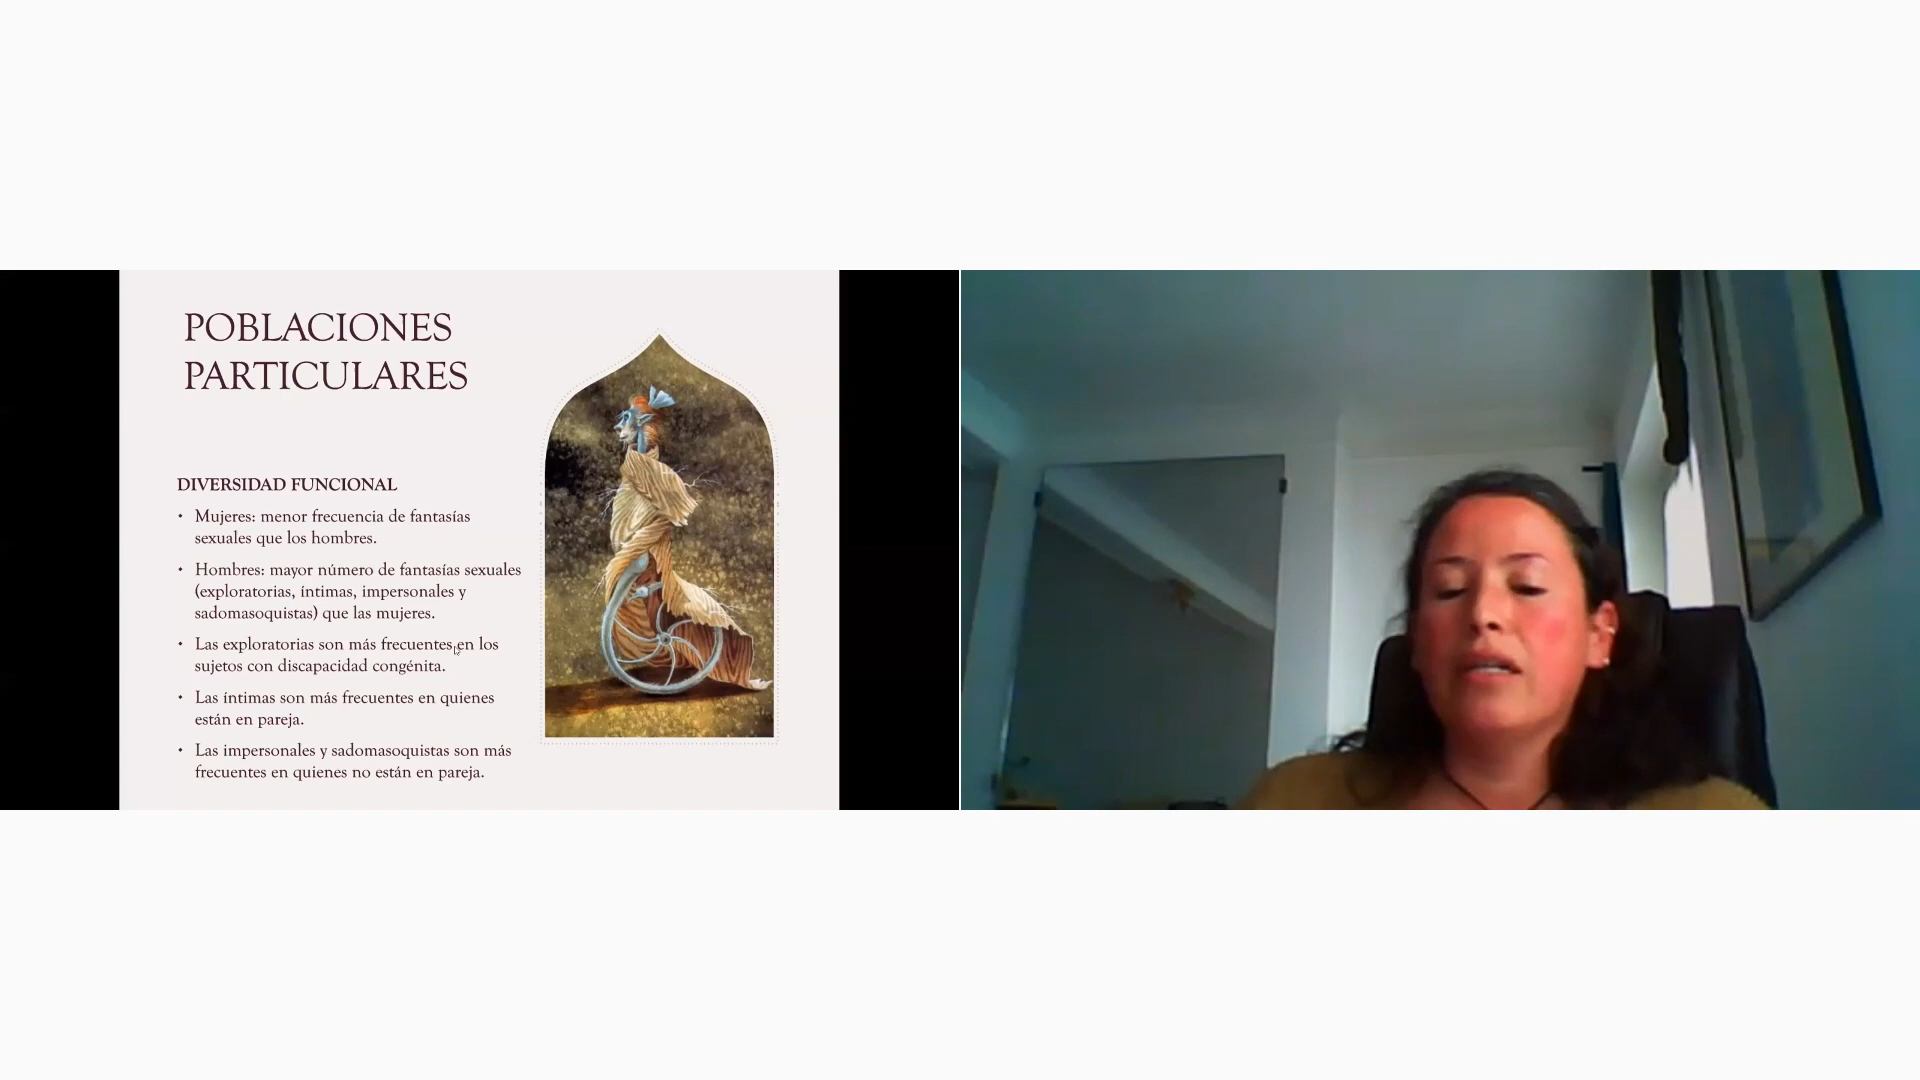 POBLACIONES
PARTICULARES
DIVERSIDAD FUNCIONAL
• Mujeres: menor frecuencia de fantasías
sexuales que los hombres.
• Hombres: mayor número de fantasías sexuales
(exploratorias, íntimas, impersonales y
sadomasoquistas) que las mujeres.
• Las exploratorias son más frecuentes en los
sujetos con discapacidad congénita.
• Las íntimas son más frecuentes en quienes
están en pareja.
• Las impersonales y sadomasoquistas son más
frecuentes en quienes no están en pareja.